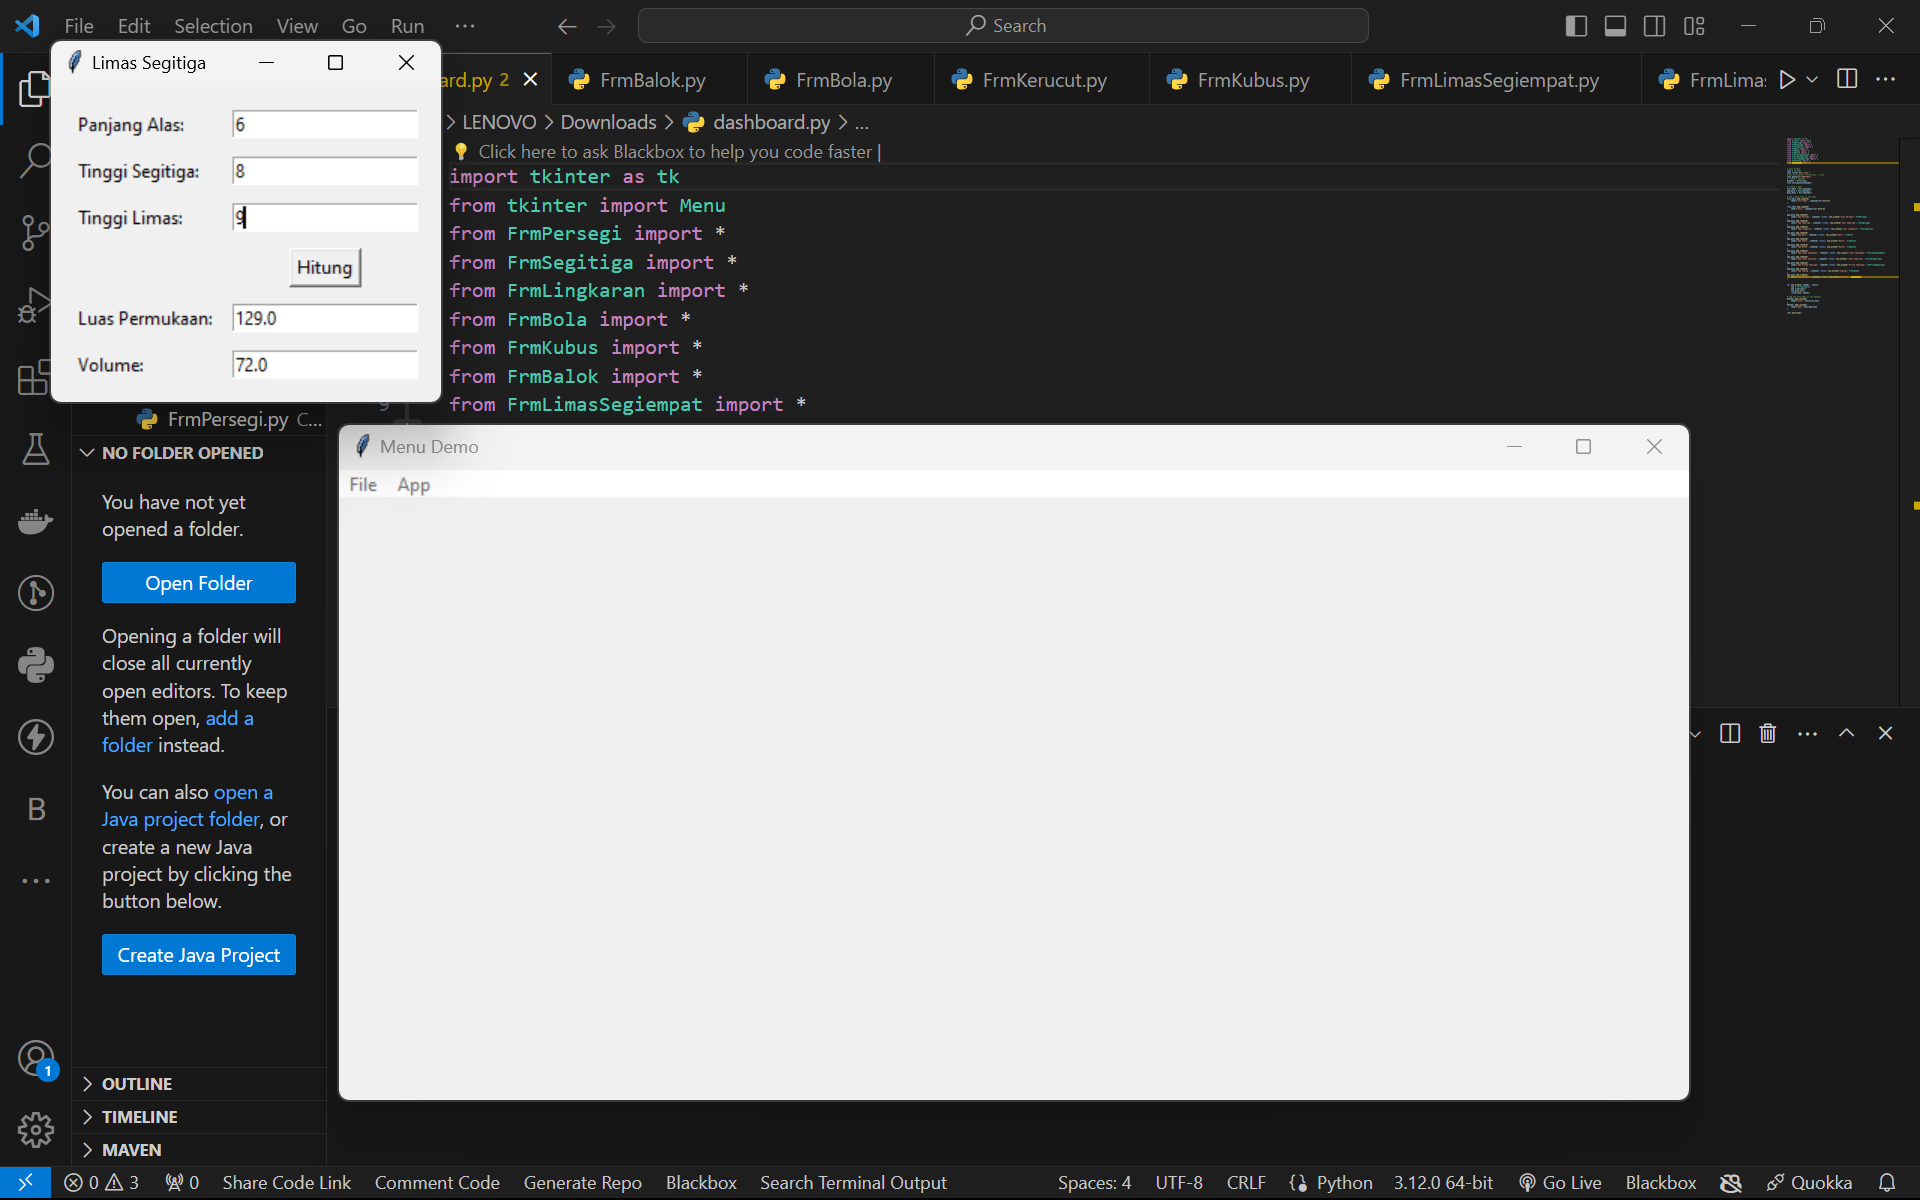 File Edit Selection View Go Run ... Search
Limas Segitiga
Panjang Alas: 6
Tinggi Segitiga: 8
Tinggi Limas: 9
Hitung
Luas Permukaan: 129.0
Volume: 72.0
ard.py 2 FrmBalok.py FrmBola.py FrmKerucut.py FrmKubus.py FrmLimasSegiempat.py FrmLima
> LENOVO > Downloads > dashboard.py > ...
Click here to ask Blackbox to help you code faster |
import tkinter as tk
from tkinter import Menu
from FrmPersegi import *
from FrmSegitiga import *
from FrmLingkaran import *
from FrmBola import *
from FrmKubus import *
from FrmBalok import *
9 from FrmLimasSegiempat import *
FrmPersegi.py C...
NO FOLDER OPENED
You have not yet
opened a folder.
Open Folder
Opening a folder will
close all currently
open editors. To keep
them open, add a
folder instead.
You can also open a
Java project folder, or
create a new Java
project by clicking the
button below.
Create Java Project
B
1
OUTLINE
TIMELINE
MAVEN
Menu Demo
File App
0 3 0 Share Code Link Comment Code Generate Repo Blackbox Search Terminal Output Spaces: 4 UTF-8 CRLF Python 3.12.0 64-bit Go Live Blackbox Quokka